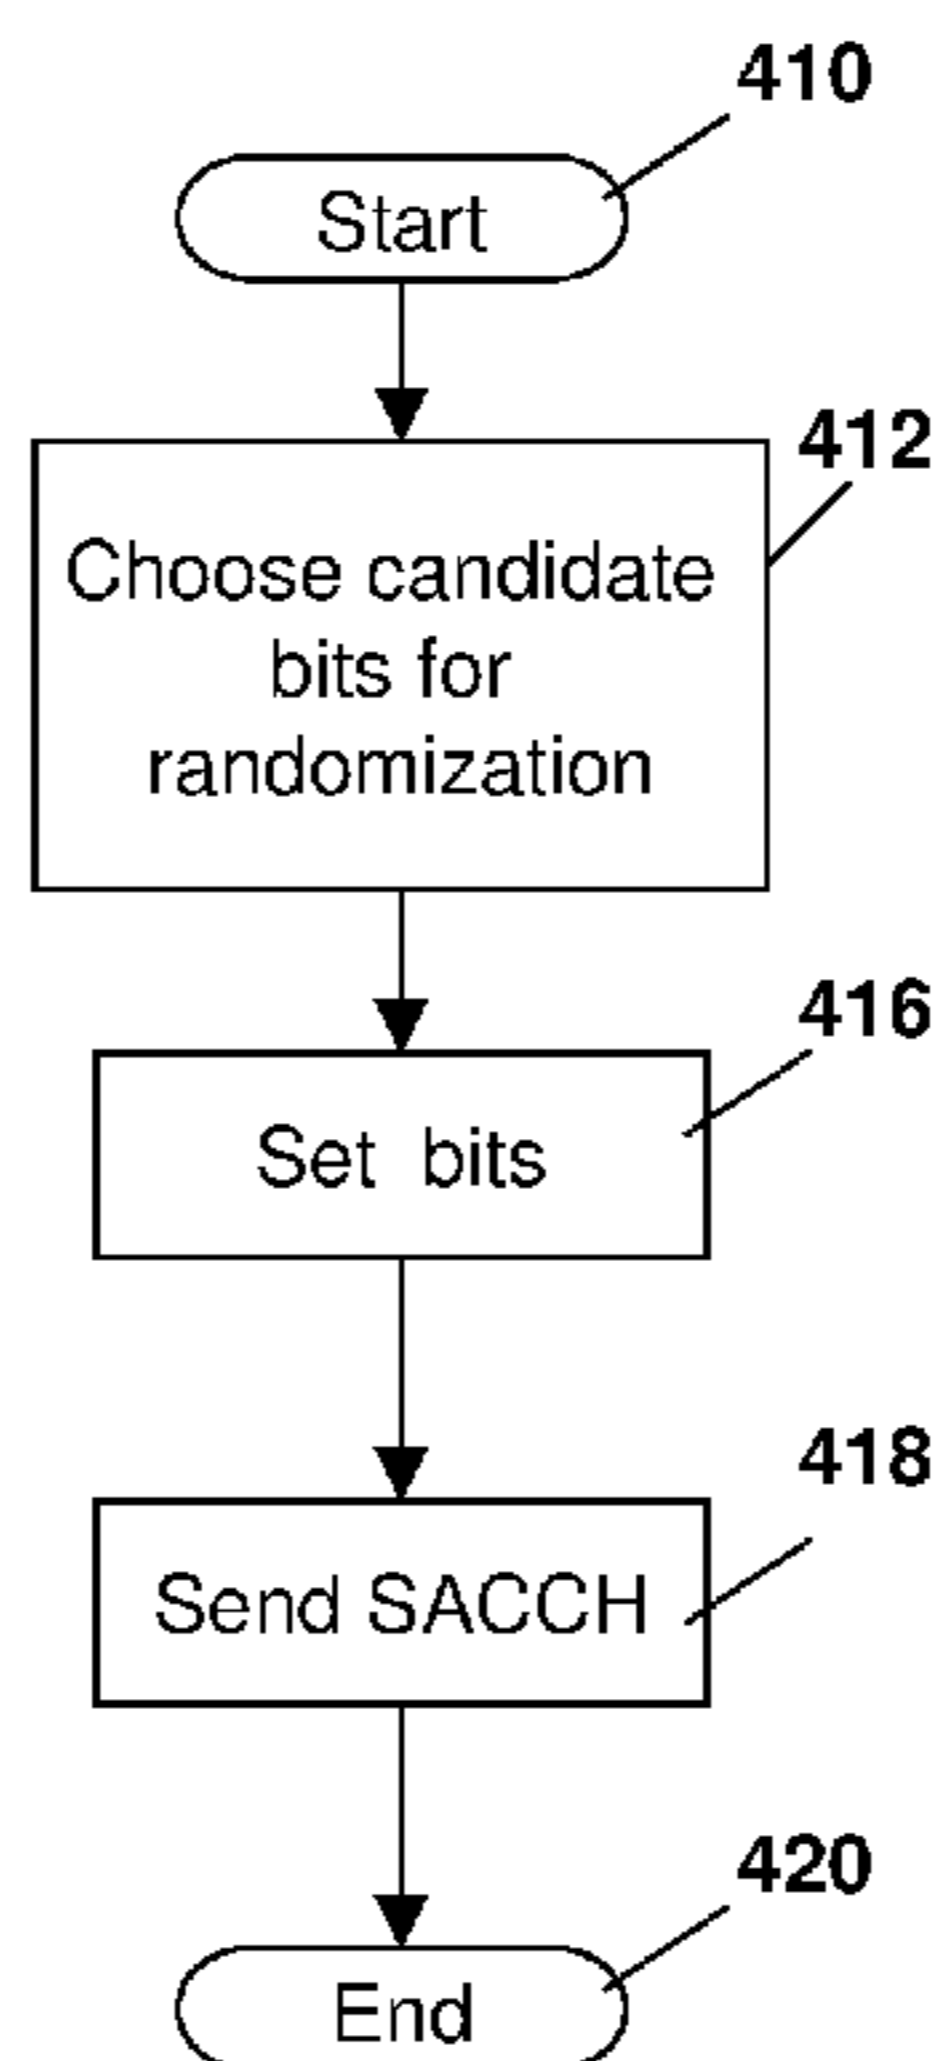 410
Start
412
Choose candidate
bits for
randomization
416
Set bits
418
Send SACCH
420
End